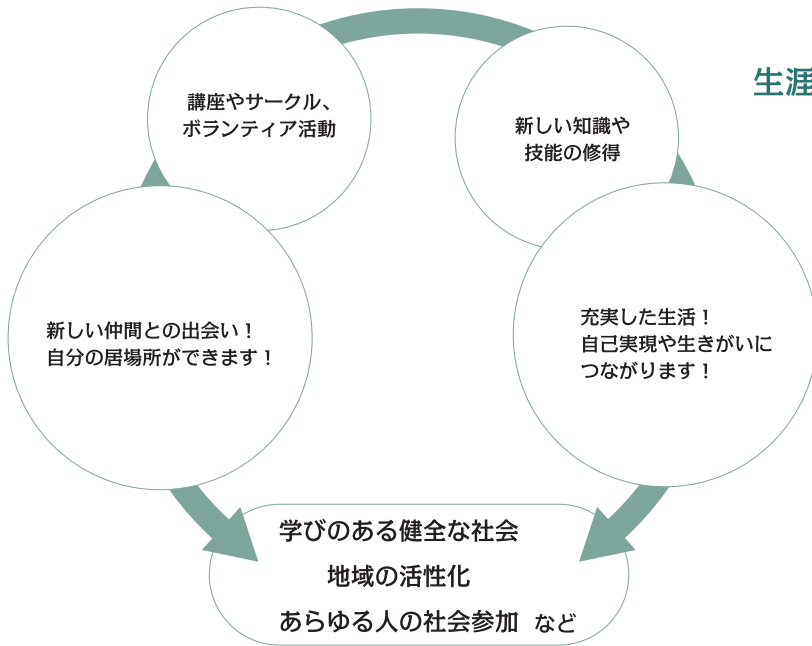 生涯
講座やサークル、
ボランティア活動
新しい知識や
技能の修得
新しい仲間との出会い！
自分の居場所ができます！
充実した生活！
自己実現や生きがいに
つながります！
学びのある健全な社会
地域の活性化
あらゆる人の社会参加 など